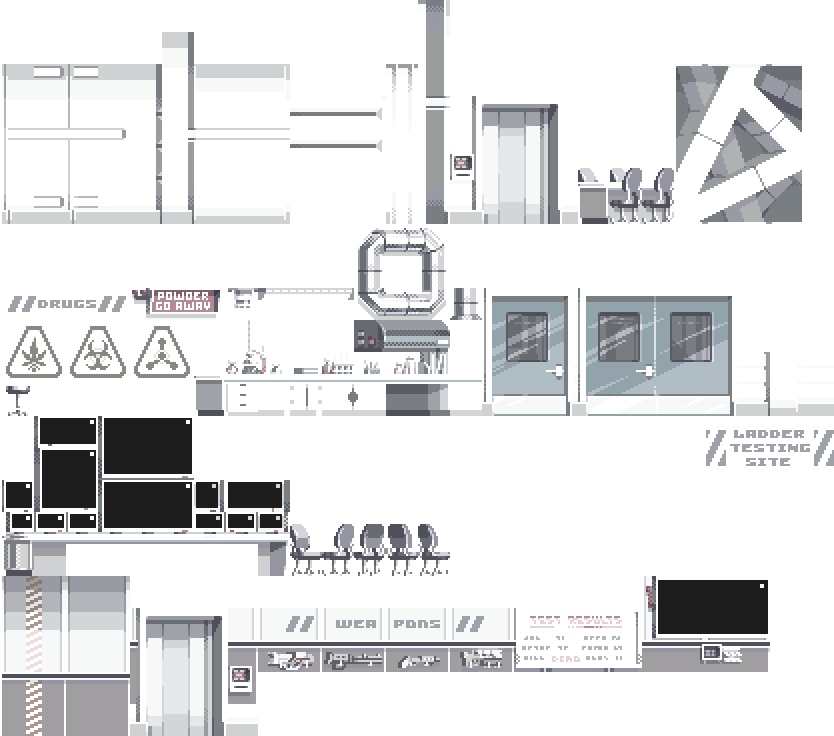 //DRUGS//
POWDER
GO AWAY
// LADDER //
TESTING
SITE
// WEA PONS //
TEST RESULTS
DEAD